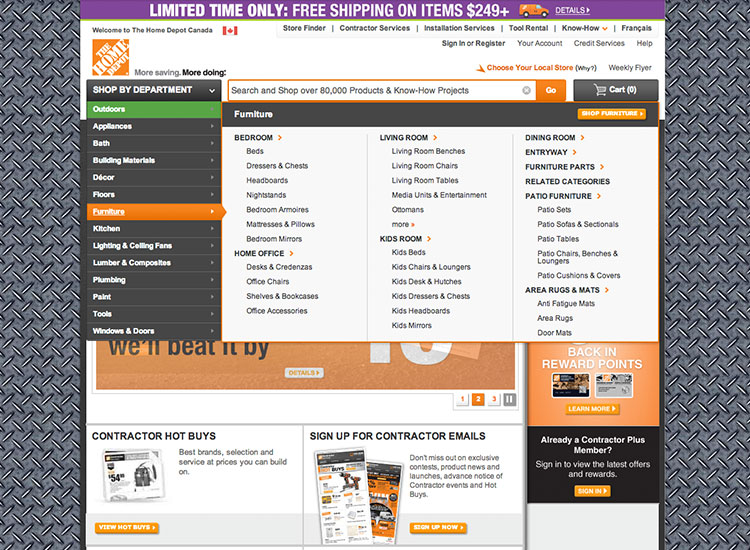 LIMITED TIME ONLY: FREE SHIPPING ON ITEMS $249+ DETAILS
Welcome to The Home Depot Canada
Store Finder | Contractor Services | Installation Services | Tool Rental | Know-How | Français
Sign In or Register Your Account Credit Services Help
THE HOME DEPOT
More saving. More doing:
Choose Your Local Store (Why?) Weekly Flyer
SHOP BY DEPARTMENT
Search and Shop over 80,000 Products & Know-How Projects
Go
Cart (0)
Outdoors
Appliances
Bath
Building Materials
Décor
Floors
Furniture
Kitchen
Lighting & Ceiling Fans
Lumber & Composites
Plumbing
Paint
Tools
Windows & Doors
Furniture
SHOP FURNITURE
BEDROOM
Beds
Dressers & Chests
Headboards
Nightstands
Bedroom Armoires
Mattresses & Pillows
Bedroom Mirrors
HOME OFFICE
Desks & Credenzas
Office Chairs
Shelves & Bookcases
Office Accessories
LIVING ROOM
Living Room Benches
Living Room Chairs
Living Room Tables
Media Units & Entertainment
Ottomans
more
KIDS ROOM
Kids Beds
Kids Chairs & Loungers
Kids Desk & Hutches
Kids Dressers & Chests
Kids Headboards
Kids Mirrors
DINING ROOM
ENTRYWAY
FURNITURE PARTS
RELATED CATEGORIES
PATIO FURNITURE
Patio Sets
Patio Sofas & Sectionals
Patio Tables
Patio Chairs, Benches &
Loungers
Patio Cushions & Covers
AREA RUGS & MATS
Anti Fatigue Mats
Area Rugs
Door Mats
we'll beat it by
DETAILS
1 2 3
BACK IN
REWARD POINTS
LEARN MORE
CONTRACTOR HOT BUYS
Best brands, selection and
service at prices you can build
on.
VIEW HOT BUYS
SIGN UP FOR CONTRACTOR EMAILS
Don't miss out on exclusive
contests, product news and
launches, advance notice of
Contractor events and Hot
Buys.
SIGN UP NOW
Already a Contractor Plus
Member?
Sign in to view the latest offers
and rewards.
SIGN IN